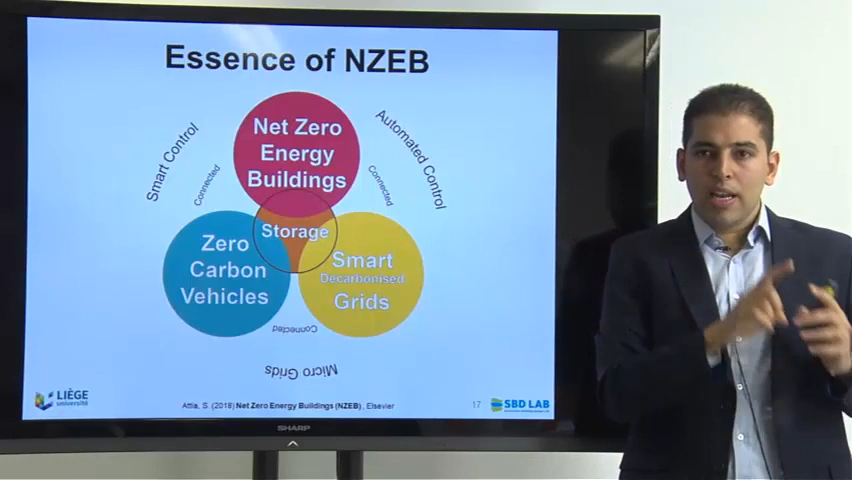 Essence of NZEB
Smart Control
Automated Control
Connected
Connected
Net Zero
Energy
Buildings
Storage
Zero
Carbon
Vehicles
Smart
Decarbonised
Grids
Connected
Micro Grids
LIÈGE
université
Attia, S. (2018) Net Zero Energy Buildings (NZEB), Elsevier
17
SBD LAB
SHARP